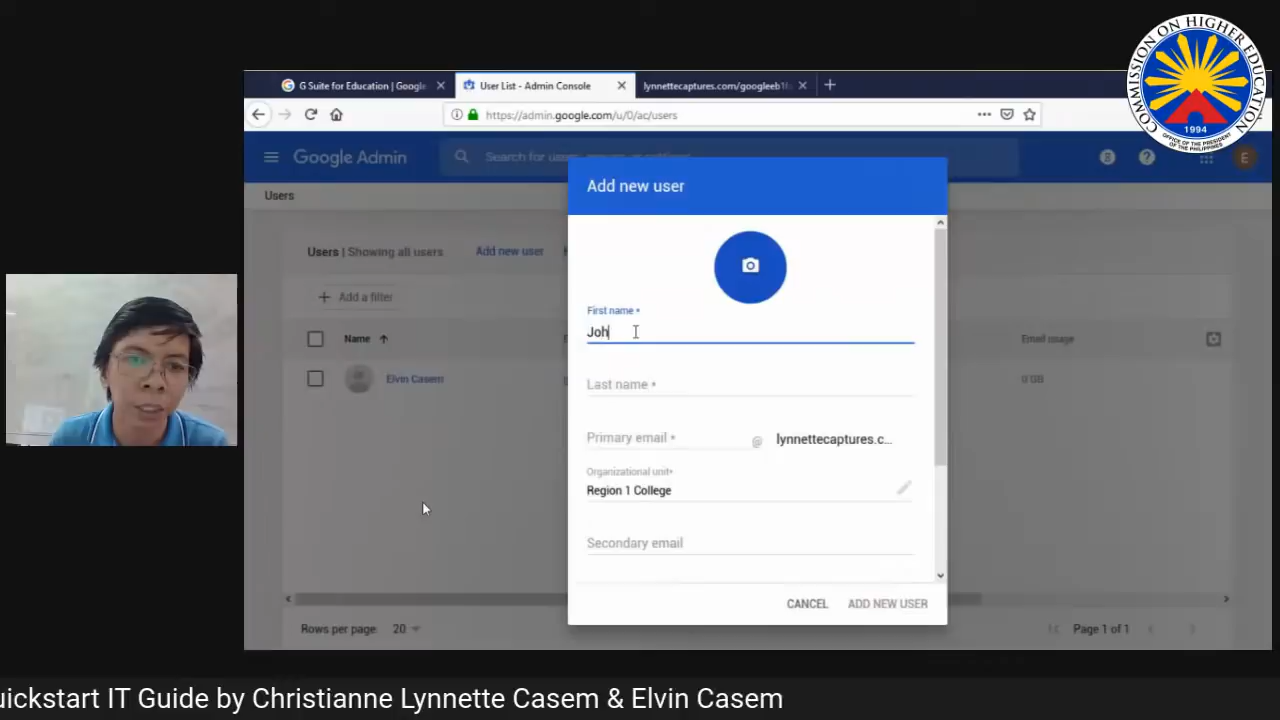 COMMISSION ON HIGHER EDUCATION
1994
OFFICE OF THE PRESIDENT
OF THE PHILIPPINES
G Suite for Education | Google
User List - Admin Console
https://admin.google.com/u/0/ac/users
Google Admin
Search for users,
E
Users
Add new user
Users | Showing all users
Add new user
Add a filter
First name *
Joh
Name
Email usage
Elvin Casem
0 GB
Last name *
Primary email *
@
lynnettecaptures.c...
Organizational unit*
Region 1 College
Secondary email
CANCEL
ADD NEW USER
Rows per page: 20
Page 1 of 1
uickstart IT Guide by Christianne Lynnette Casem & Elvin Casem